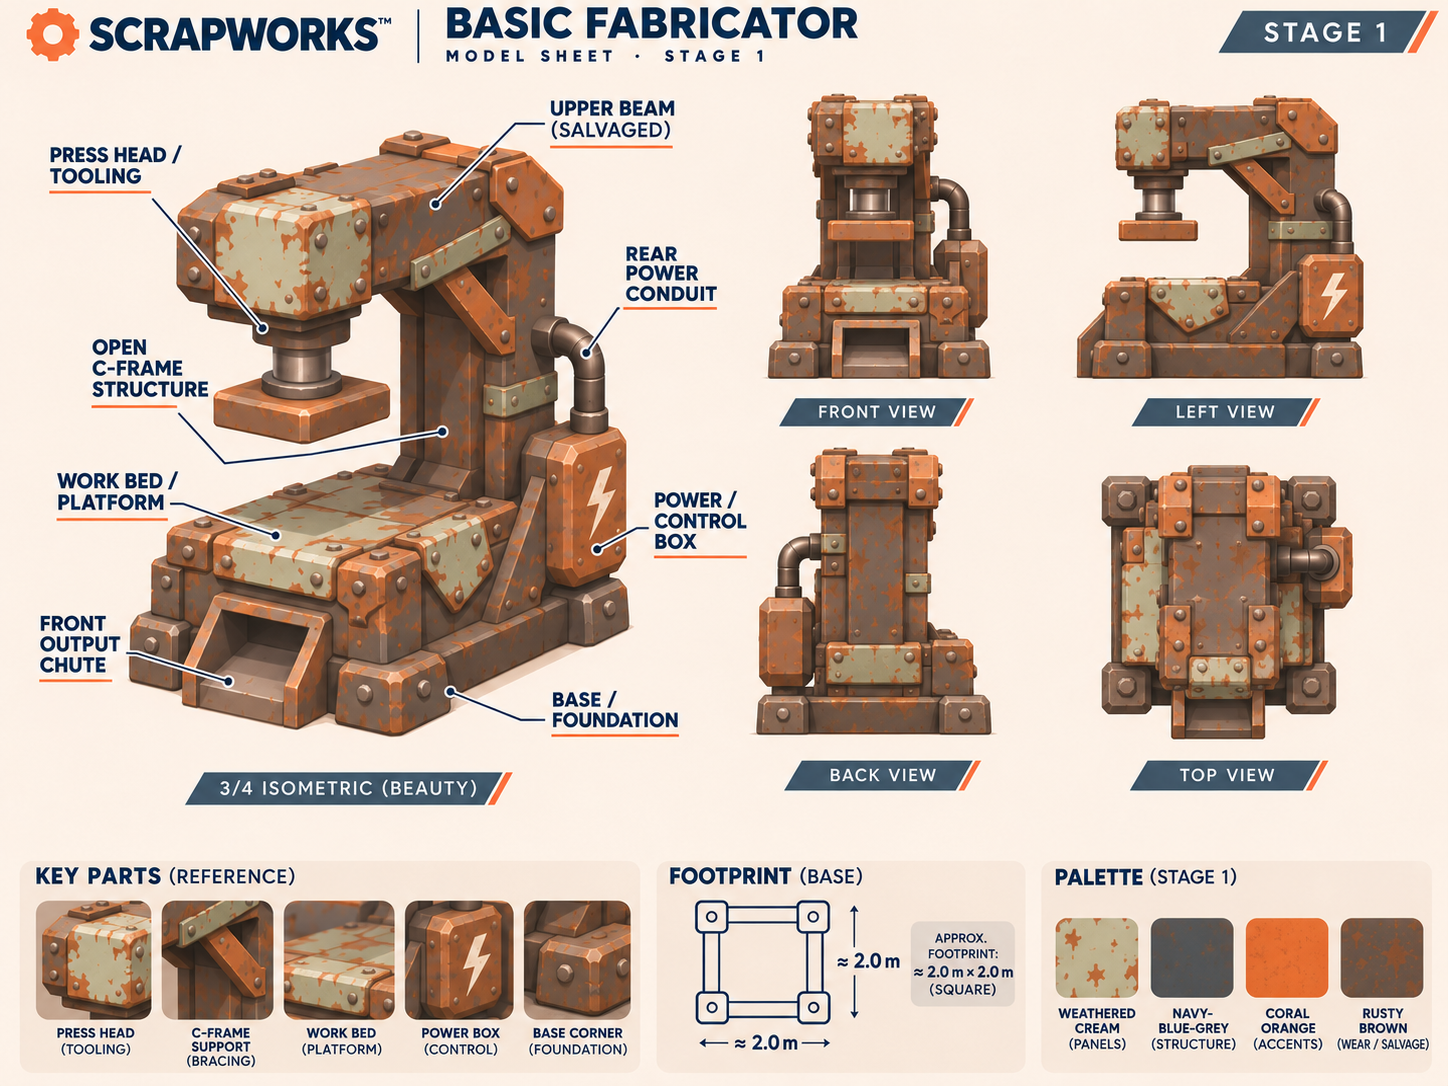 SCRAPWORKS™
BASIC FABRICATOR
MODEL SHEET · STAGE 1
STAGE 1
UPPER BEAM
(SALVAGED)
PRESS HEAD /
TOOLING
REAR
POWER
CONDUIT
OPEN
C-FRAME
STRUCTURE
WORK BED /
PLATFORM
POWER /
CONTROL
BOX
FRONT
OUTPUT
CHUTE
BASE /
FOUNDATION
3/4 ISOMETRIC (BEAUTY)
FRONT VIEW
LEFT VIEW
BACK VIEW
TOP VIEW
KEY PARTS (REFERENCE)
PRESS HEAD
(TOOLING)
C-FRAME
SUPPORT
(BRACING)
WORK BED
(PLATFORM)
POWER BOX
(CONTROL)
BASE CORNER
(FOUNDATION)
FOOTPRINT (BASE)
≈ 2.0 m
≈ 2.0 m
APPROX.
FOOTPRINT:
≈ 2.0 m × 2.0 m
(SQUARE)
PALETTE (STAGE 1)
WEATHERED
CREAM
(PANELS)
NAVY-
BLUE-GREY
(STRUCTURE)
CORAL
ORANGE
(ACCENTS)
RUSTY
BROWN
(WEAR / SALVAGE)